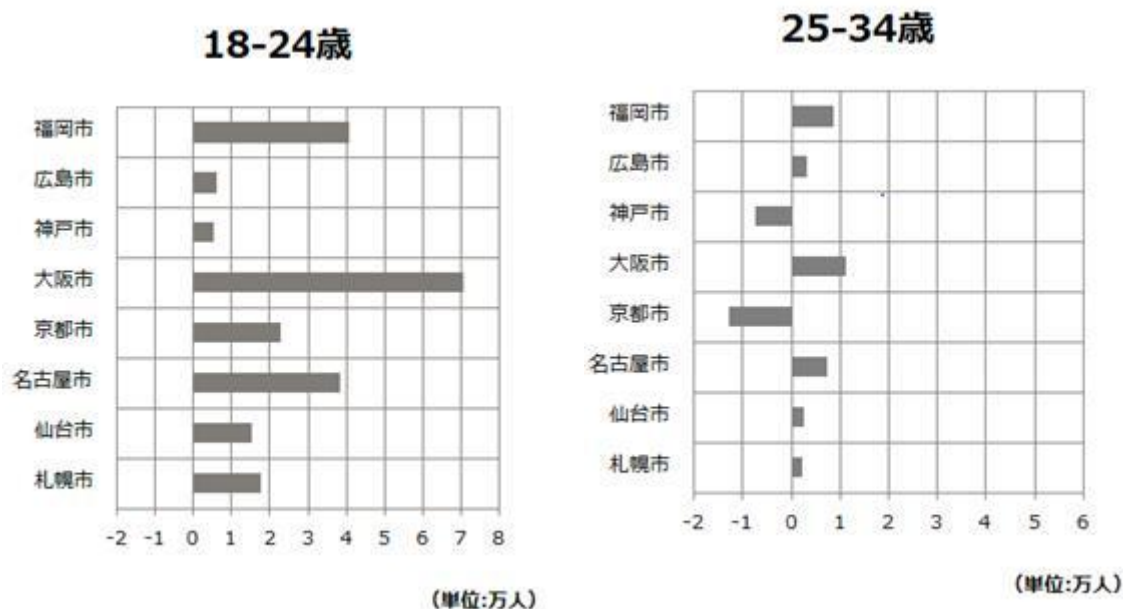 18-24歳
福岡市
広島市
神戸市
大阪市
京都市
名古屋市
仙台市
札幌市
-2 -1 0 1 2 3 4 5 6 7 8
(単位:万人)
25-34歳
福岡市
広島市
神戸市
大阪市
京都市
名古屋市
仙台市
札幌市
-2 -1 0 1 2 3 4 5 6
(単位:万人)